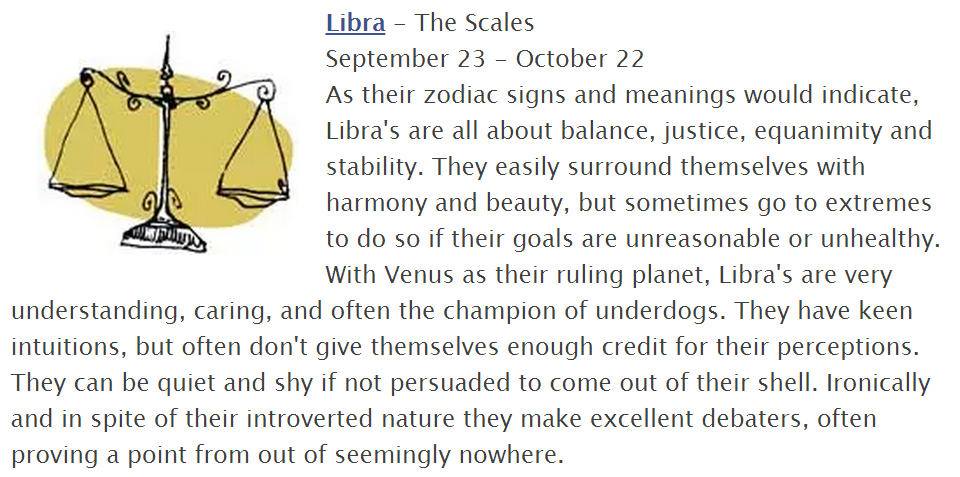 Libra – The Scales
September 23 – October 22
As their zodiac signs and meanings would indicate,
Libra's are all about balance, justice, equanimity and
stability. They easily surround themselves with
harmony and beauty, but sometimes go to extremes
to do so if their goals are unreasonable or unhealthy.
With Venus as their ruling planet, Libra's are very
understanding, caring, and often the champion of underdogs. They have keen
intuitions, but often don't give themselves enough credit for their perceptions.
They can be quiet and shy if not persuaded to come out of their shell. Ironically
and in spite of their introverted nature they make excellent debaters, often
proving a point from out of seemingly nowhere.